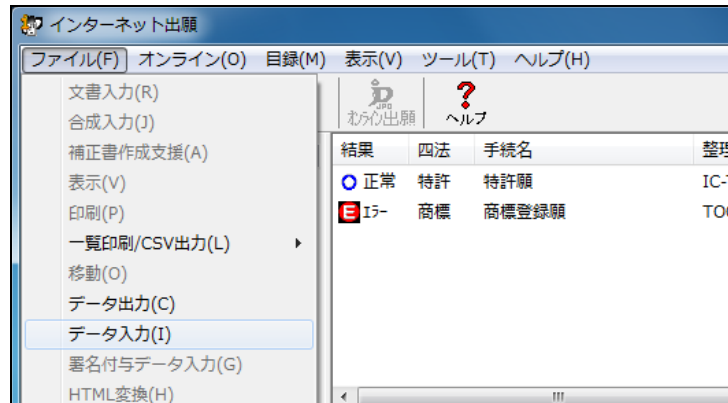 インターネット出願
ファイル(F) オンライン(O) 目録(M) 表示(V) ツール(T) ヘルプ(H)
文書入力(R)
合成入力(J)
補正書作成支援(A)
表示(V)
印刷(P)
一覧印刷/CSV出力(L)
移動(O)
データ出力(C)
データ入力(I)
署名付与データ入力(G)
HTML変換(H)
JPO
オンライン出願 ヘルプ
結果 四法 手続名 整理
正常 特許 特許願 IC-
E エラー 商標 商標登録願 TO